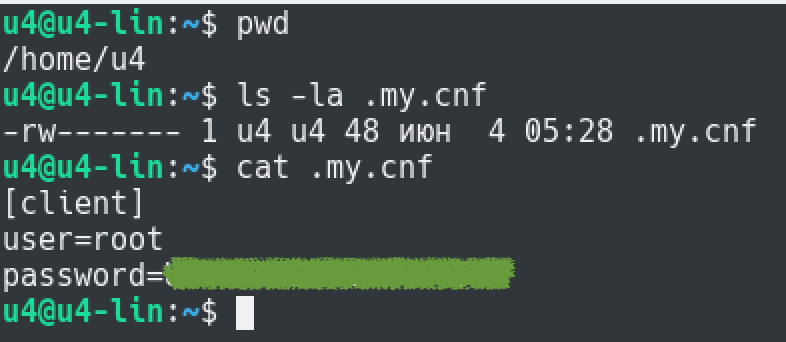 u4@u4-lin:~$ pwd
/home/u4
u4@u4-lin:~$ ls -la .my.cnf
-rw------- 1 u4 u4 48 июн  4 05:28 .my.cnf
u4@u4-lin:~$ cat .my.cnf
[client]
user=root
password=
u4@u4-lin:~$